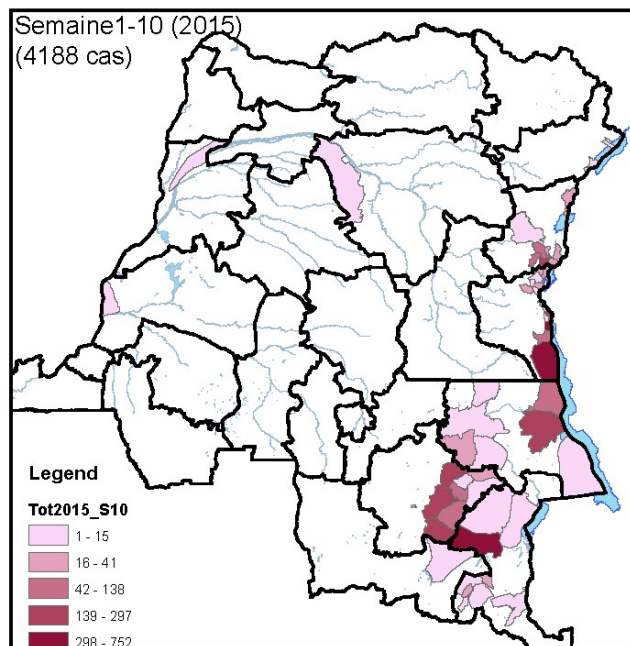 Semaine1-10 (2015)
(4188 cas)
Legend
Tot2015_S10
1 - 15
16 - 41
42 - 138
139 - 297
298 - 752